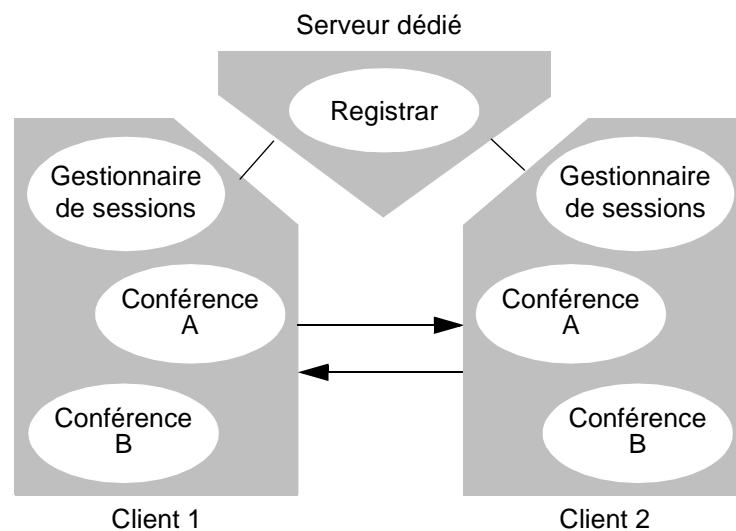 Serveur dédié
Registrar
Gestionnaire
de sessions
Gestionnaire
de sessions
Conférence
A
Conférence
A
Conférence
B
Conférence
B
Client 1
Client 2